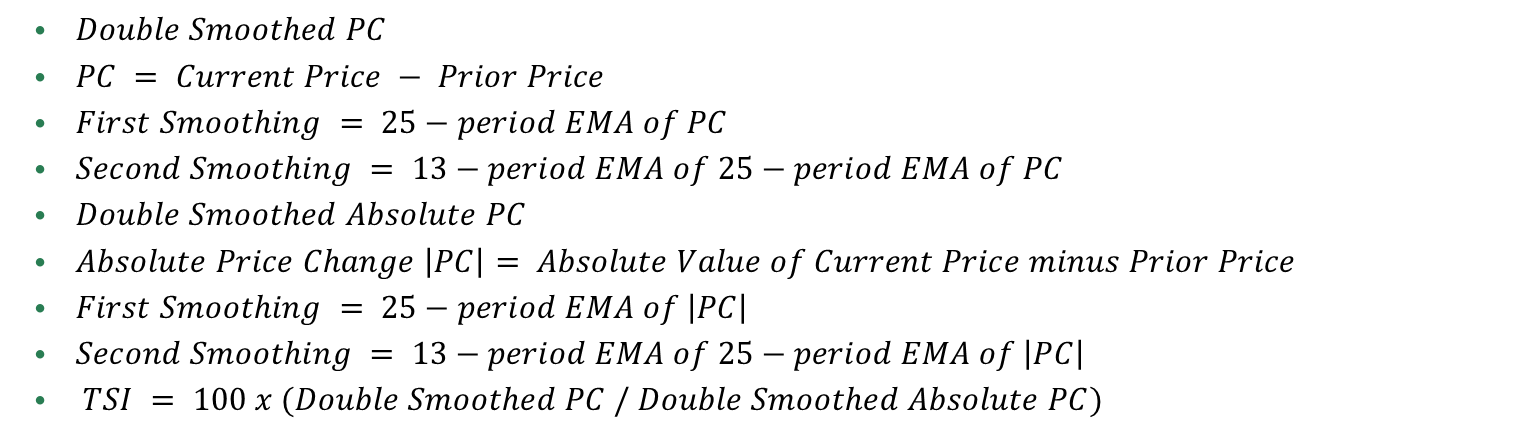 • Double Smoothed PC
• PC = Current Price − Prior Price
• First Smoothing = 25 − period EMA of PC
• Second Smoothing = 13 − period EMA of 25 − period EMA of PC
• Double Smoothed Absolute PC
• Absolute Price Change |PC| = Absolute Value of Current Price minus Prior Price
• First Smoothing = 25 − period EMA of |PC|
• Second Smoothing = 13 − period EMA of 25 − period EMA of |PC|
• TSI = 100 x (Double Smoothed PC / Double Smoothed Absolute PC)